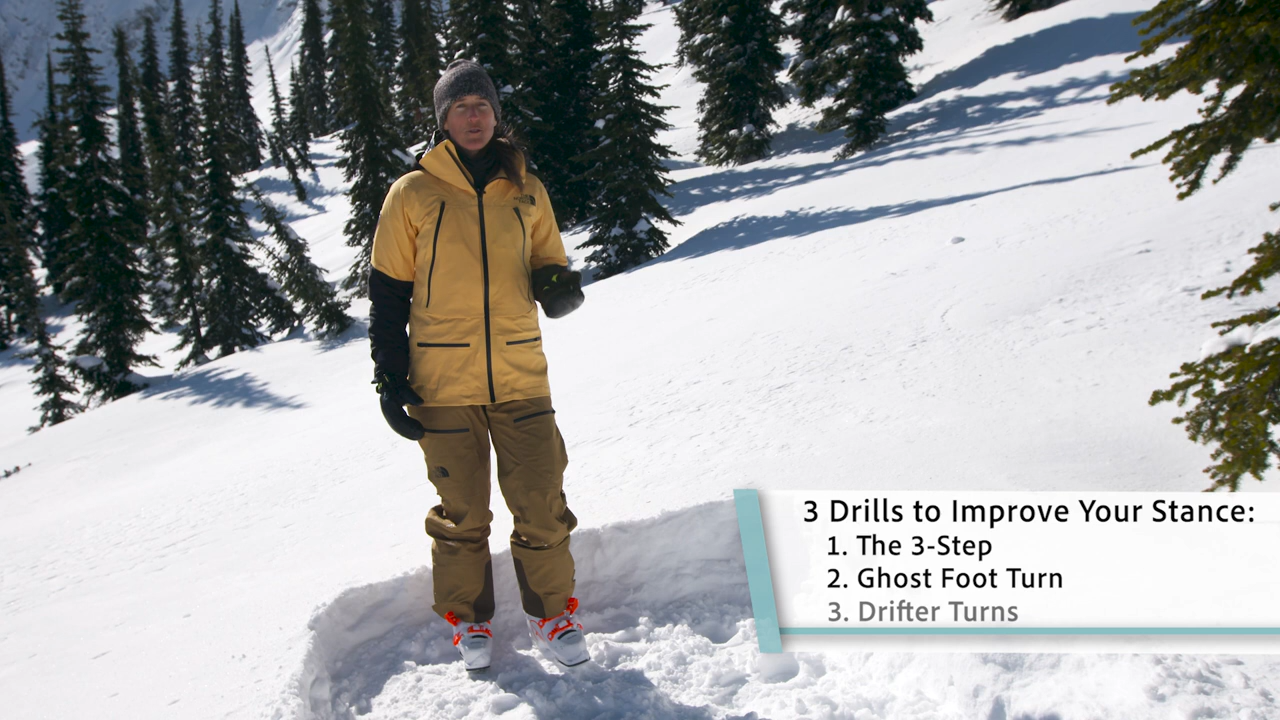 3 Drills to Improve Your Stance:
1. The 3-Step
2. Ghost Foot Turn
3. Drifter Turns